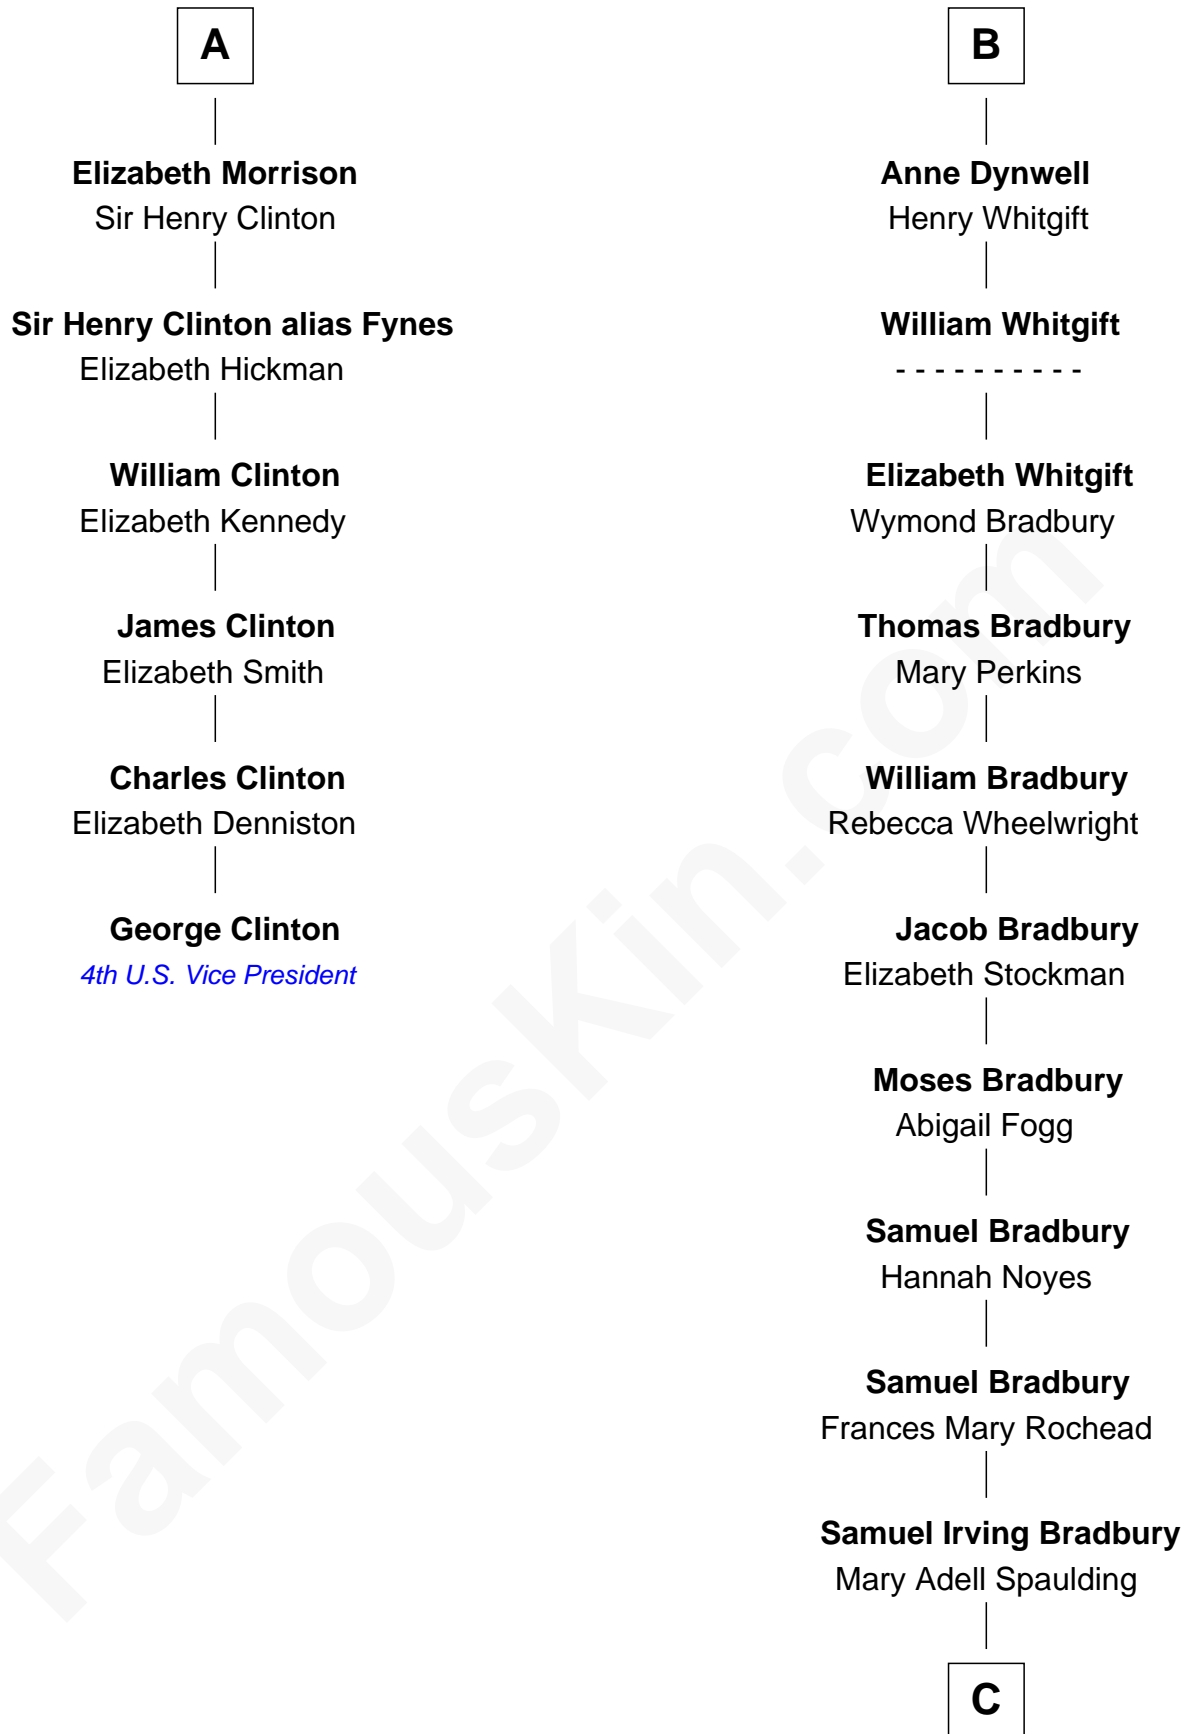 A
Elizabeth Morrison
Sir Henry Clinton
Sir Henry Clinton alias Fynes
Elizabeth Hickman
William Clinton
Elizabeth Kennedy
James Clinton
Elizabeth Smith
Charles Clinton
Elizabeth Denniston
George Clinton
4th U.S. Vice President
B
Anne Dynwell
Henry Whitgift
William Whitgift
- - - - - - - - - -
Elizabeth Whitgift
Wymond Bradbury
Thomas Bradbury
Mary Perkins
William Bradbury
Rebecca Wheelwright
Jacob Bradbury
Elizabeth Stockman
Moses Bradbury
Abigail Fogg
Samuel Bradbury
Hannah Noyes
Samuel Bradbury
Frances Mary Rochead
Samuel Irving Bradbury
Mary Adell Spaulding
C
FamousKin.com